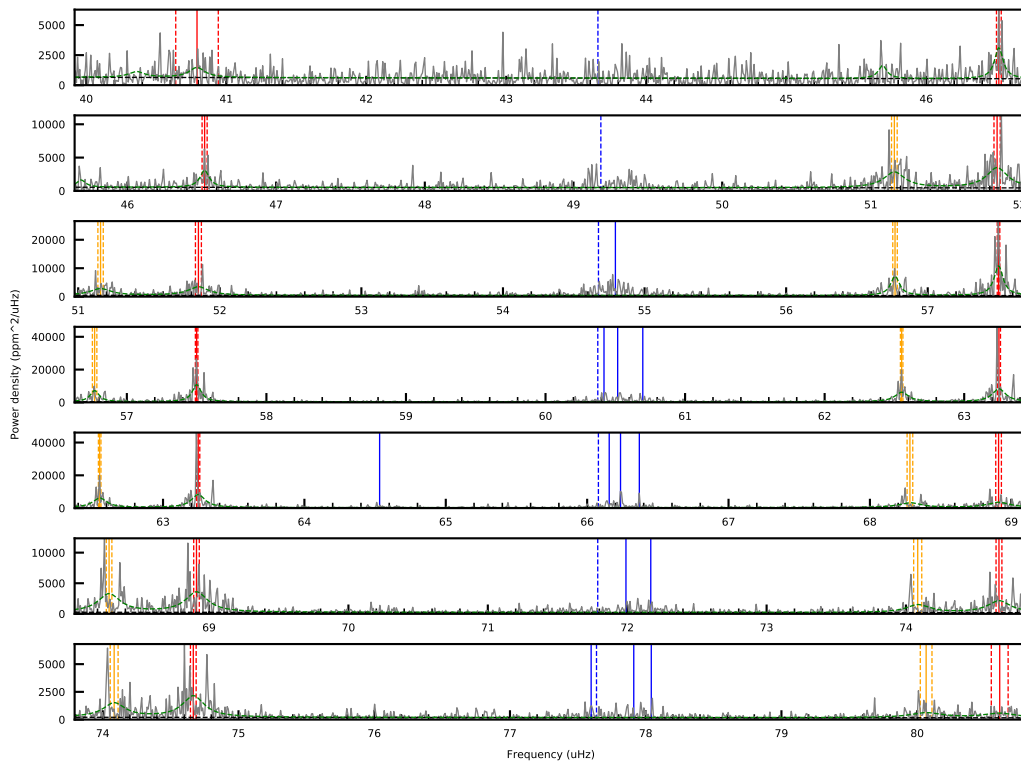 5000
2500
0
40 41 42 43 44 45 46
10000
5000
0
46 47 48 49 50 51 52
20000
10000
0
51 52 53 54 55 56 57
Power density (ppm^2/uHz)
40000
20000
0
57 58 59 60 61 62 63
40000
20000
0
63 64 65 66 67 68 69
10000
5000
0
69 70 71 72 73 74
5000
2500
0
74 75 76 77 78 79 80
Frequency (uHz)